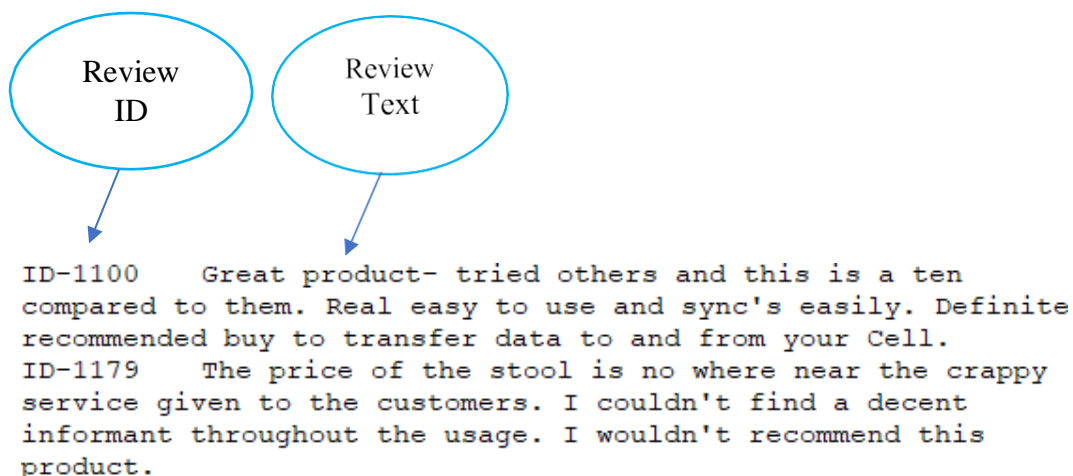 Review
ID
Review
Text
ID-1100 Great product- tried others and this is a ten
compared to them. Real easy to use and sync's easily. Definite
recommended buy to transfer data to and from your Cell.
ID-1179 The price of the stool is no where near the crappy
service given to the customers. I couldn't find a decent
informant throughout the usage. I wouldn't recommend this
product.